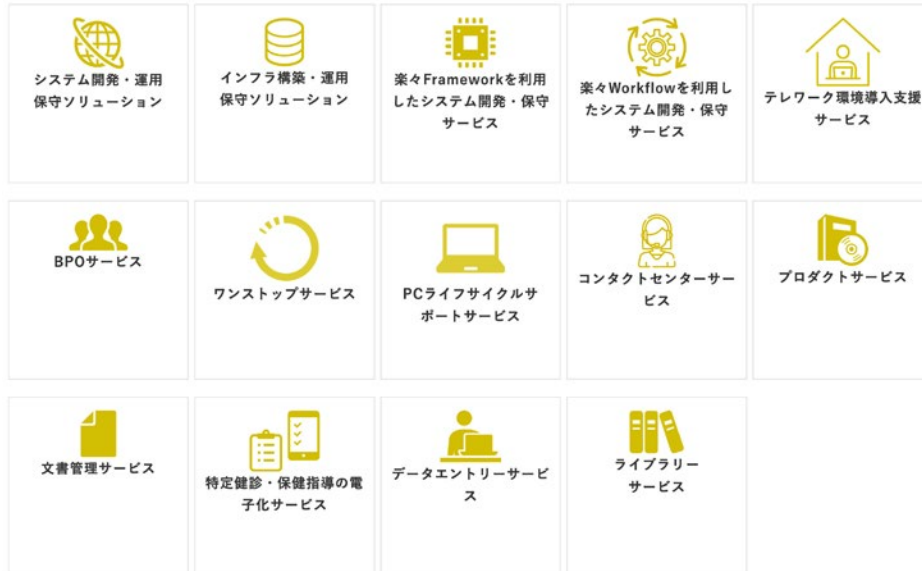 システム開発・運用
保守ソリューション
インフラ構築・運用
保守ソリューション
楽々Frameworkを利用
したシステム開発・保守
サービス
楽々Workflowを利用し
たシステム開発・保守
サービス
テレワーク環境導入支援
サービス
BPOサービス
ワンストップサービス
PCライフサイクルサ
ポートサービス
コンタクトセンターサー
ビス
プロダクトサービス
文書管理サービス
特定健診・保健指導の電
子化サービス
データエントリーサービ
ス
ライブラリー
サービス